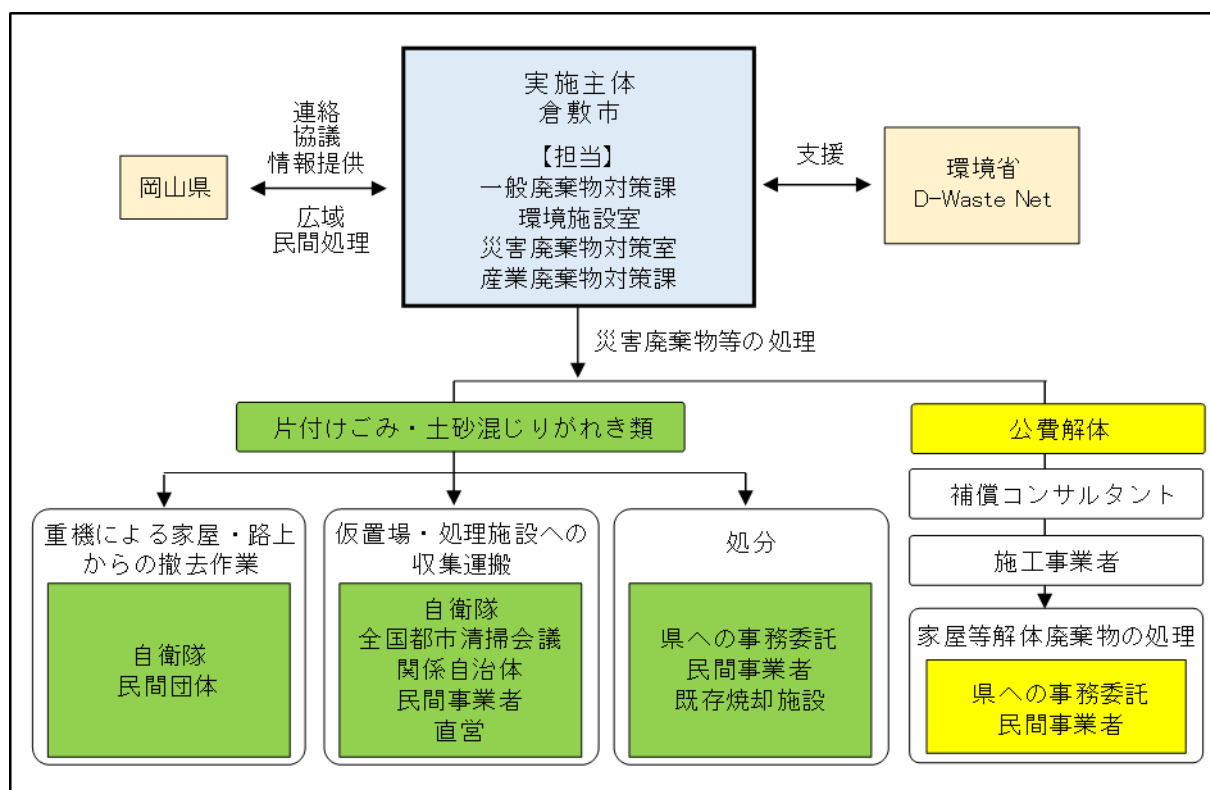 実施主体
倉敷市
【担当】
一般廃棄物対策課
環境施設室
災害廃棄物対策室
産業廃棄物対策課
岡山県
連絡
協議
情報提供
広域
民間処理
支援
環境省
D-Waste Net
災害廃棄物等の処理
片付けごみ・土砂混じりがれき類
公費解体
重機による家屋・路上
からの撤去作業
自衛隊
民間団体
仮置場・処理施設への
収集運搬
自衛隊
全国都市清掃会議
関係自治体
民間事業者
直営
処分
県への事務委託
民間事業者
既存焼却施設
補償コンサルタント
施工事業者
家屋等解体廃棄物の処理
県への事務委託
民間事業者